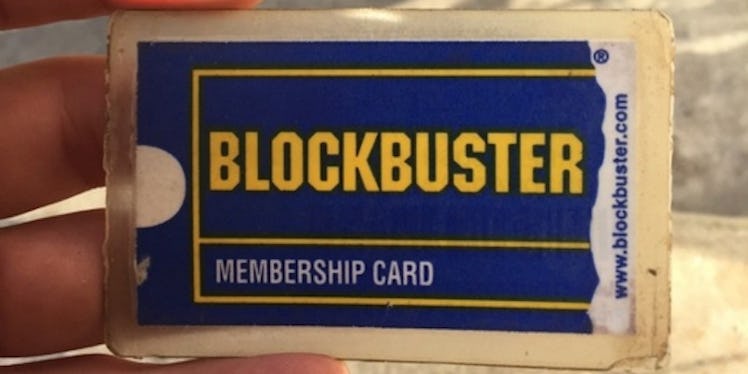 BLOCKBUSTER
®
MEMBERSHIP CARD
www.blockbuster.com